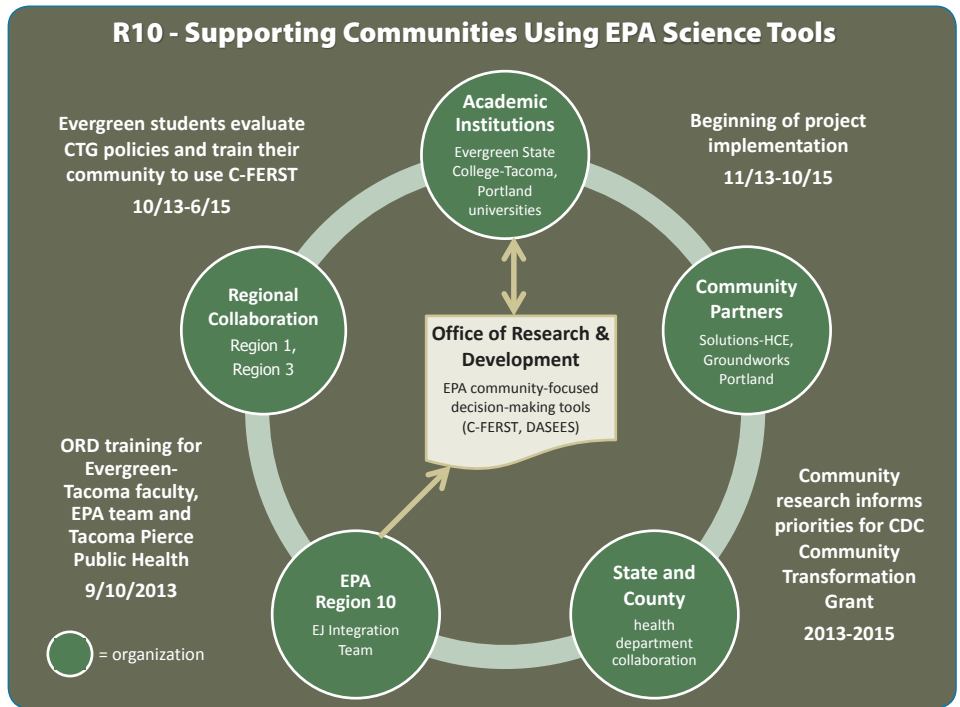 R10 - Supporting Communities Using EPA Science Tools
Evergreen students evaluate
CTG policies and train their
community to use C-FERST
10/13-6/15
Academic
Institutions
Evergreen State
College-Tacoma,
Portland
universities
Beginning of project
implementation
11/13-10/15
Regional
Collaboration
Region 1,
Region 3
Office of Research &
Development
EPA community-focused
decision-making tools
(C-FERST, DASEES)
Community
Partners
Solutions-HCE,
Groundworks
Portland
ORD training for
Evergreen-
Tacoma faculty,
EPA team and
Tacoma Pierce
Public Health
9/10/2013
EPA
Region 10
EJ Integration
Team
State and
County
health
department
collaboration
Community
research informs
priorities for CDC
Community
Transformation
Grant
2013-2015
= organization